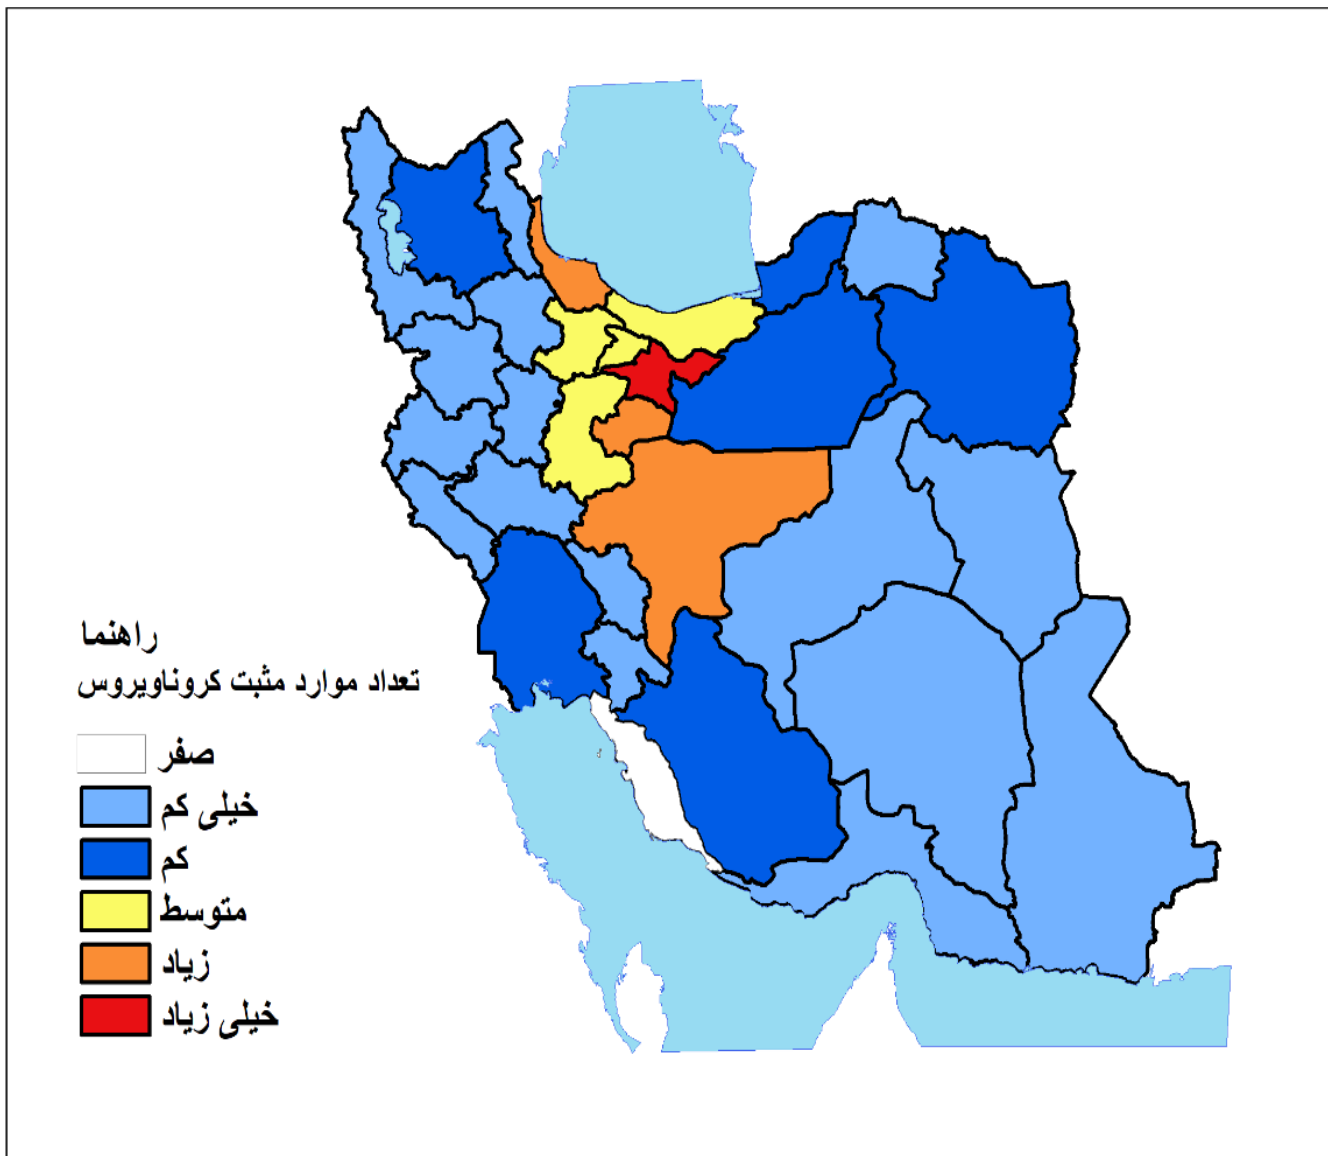 راهنما
تعداد موارد مثبت کروناویروس
صفر
خیلی کم
کم
متوسط
زیاد
خیلی زیاد